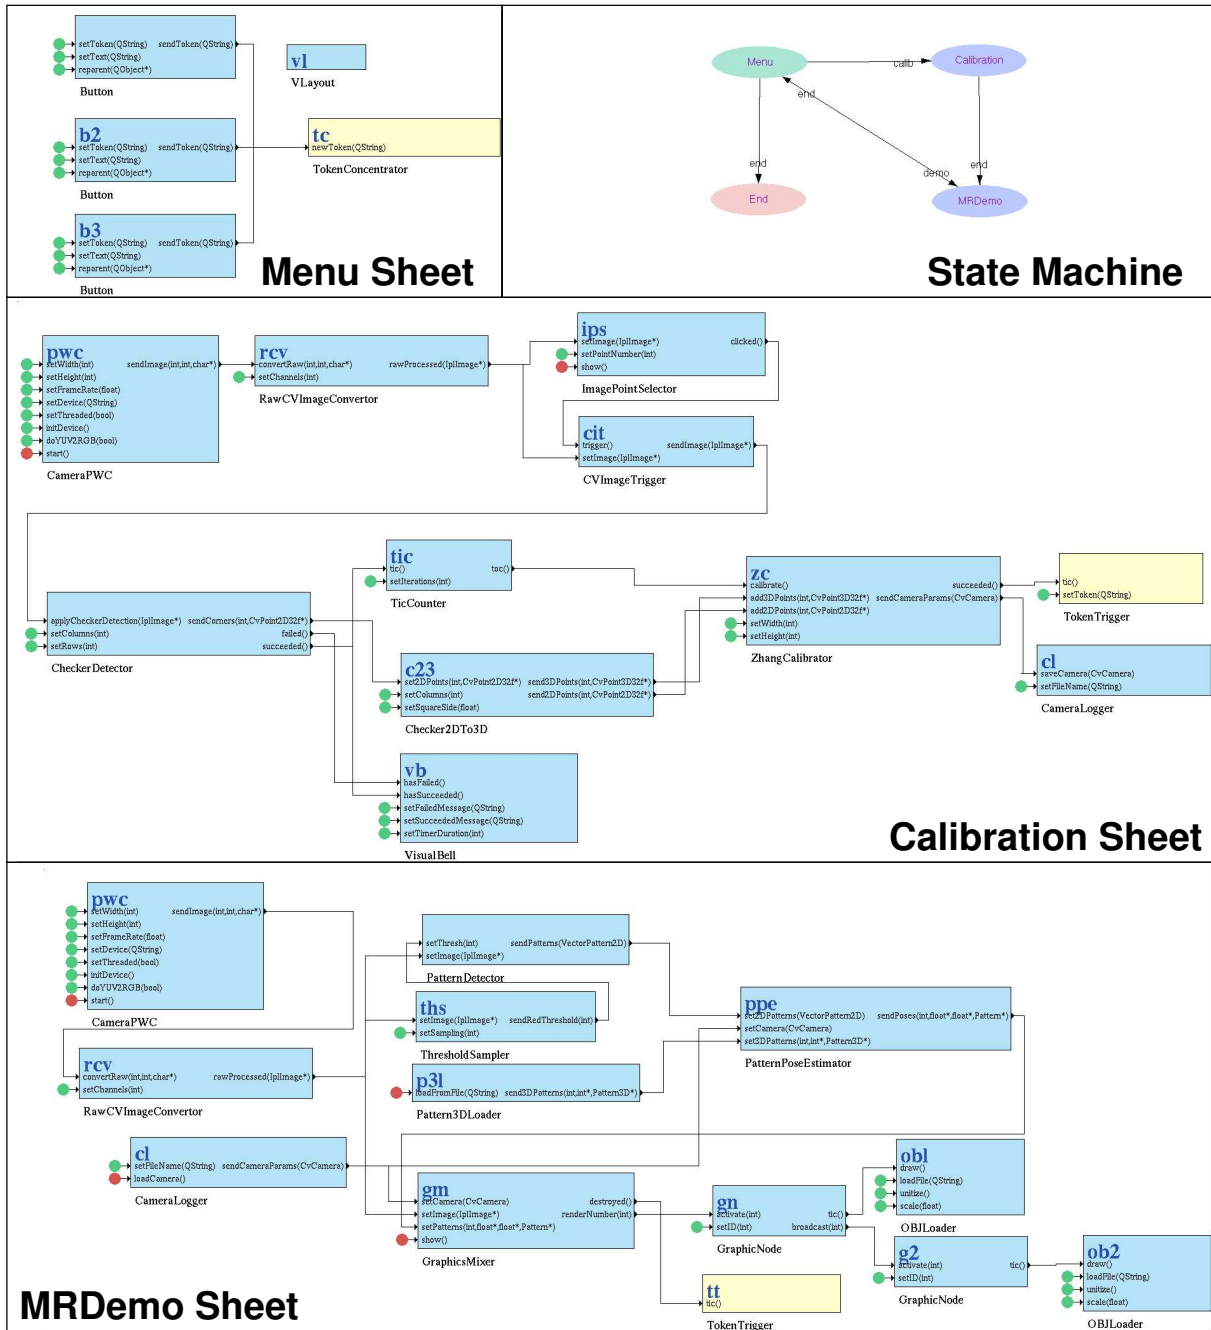 setToken(QString) sendToken(QString)
setText(QString)
reparent(QObject*)
Button
vl
VLayout
b2
setToken(QString) sendToken(QString)
setText(QString)
reparent(QObject*)
Button
tc
newToken(QString)
TokenConcentrator
b3
setToken(QString) sendToken(QString)
setText(QString)
reparent(QObject*)
Button
Menu Sheet
Menu
calib
Calibration
end
end
demo
end
End
MRDemo
State Machine
pwc
setWidth(int) sendImage(int,int,char*)
setHeight(int)
setFrameRate(float)
setDevice(QString)
setThreaded(bool)
initDevice()
doYUV2RGB(bool)
start()
CameraPWC
rcv
convertRaw(int,int,char*) rawProcessed(IplImage*)
setChannels(int)
RawCVImageConvertor
ips
setImage(IplImage*) clicked()
setPointNumber(int)
show()
ImagePointSelector
cit
trigger() sendImage(IplImage*)
setImage(IplImage*)
CVImageTrigger
applyCheckerDetection(IplImage*) sendCorners(int,CvPoint2D32f*)
setColumns(int) failed()
setRows(int) succeeded()
CheckerDetector
tic
tic() toc()
setIterations(int)
TicCounter
c23
set2DPoints(int,CvPoint2D32f*) send3DPoints(int,CvPoint3D32f*)
setColumns(int) send2DPoints(int,CvPoint2D32f*)
setSquareSide(float)
Checker2DTo3D
vb
hasFailed()
hasSucceeded()
setFailedMessage(QString)
setSucceededMessage(QString)
setTimerDuration(int)
VisualBell
zc
calibrate() succeeded()
add3DPoints(int,CvPoint3D32f*) sendCameraParams(CvCamera)
add2DPoints(int,CvPoint2D32f*)
setWidth(int)
setHeight(int)
ZhangCalibrator
tic()
setToken(QString)
TokenTrigger
cl
saveCamera(CvCamera)
setFileName(QString)
CameraLogger
Calibration Sheet
pwc
setWidth(int) sendImage(int,int,char*)
setHeight(int)
setFrameRate(float)
setDevice(QString)
setThreaded(bool)
initDevice()
doYUV2RGB(bool)
start()
CameraPWC
rcv
convertRaw(int,int,char*) rawProcessed(IplImage*)
setChannels(int)
RawCVImageConvertor
cl
setFileName(QString) sendCameraParams(CvCamera)
loadCamera()
CameraLogger
setThresh(int) sendPatterns(VectorPattern2D)
setImage(IplImage*)
PatternDetector
ths
setImage(IplImage*) sendRedThreshold(int)
setSampling(int)
ThresholdSampler
p3l
loadFromFile(QString) send3DPatterns(int,int*,Pattern3D*)
Pattern3DLoader
ppe
set2DPatterns(VectorPattern2D) sendPoses(int,float*,float*,Pattern*)
setCamera(CvCamera)
set3DPatterns(int,int*,Pattern3D*)
PatternPoseEstimator
gm
setCamera(CvCamera) destroyed()
setImage(IplImage*) renderNumber(int)
setPatterns(int,float*,float*,Pattern*)
show()
GraphicsMixer
gn
activate(int) tic()
setID(int) broadcast(int)
GraphicNode
obl
draw()
loadFile(QString)
unitize()
scale(float)
OBJLoader
g2
activate(int) tic()
setID(int)
GraphicNode
ob2
draw()
loadFile(QString)
unitize()
scale(float)
OBJLoader
tt
tic()
TokenTrigger
MRDemo Sheet